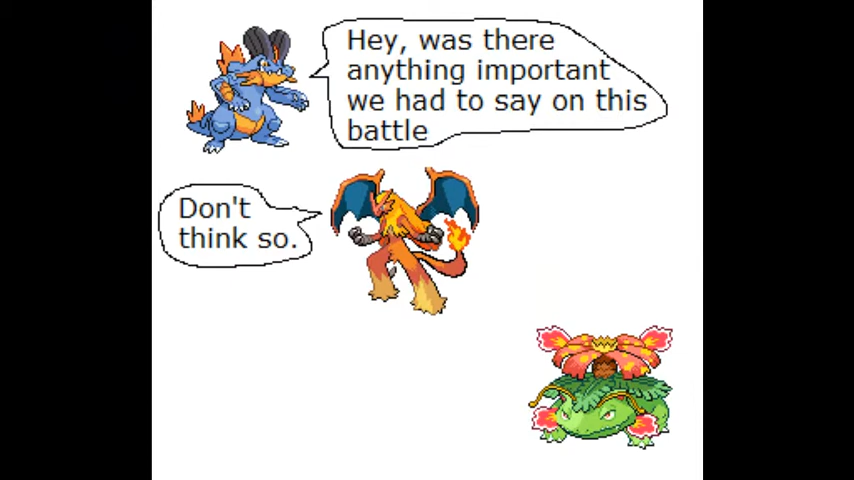 Hey, was there
anything important
we had to say on this
battle
Don't
think so.